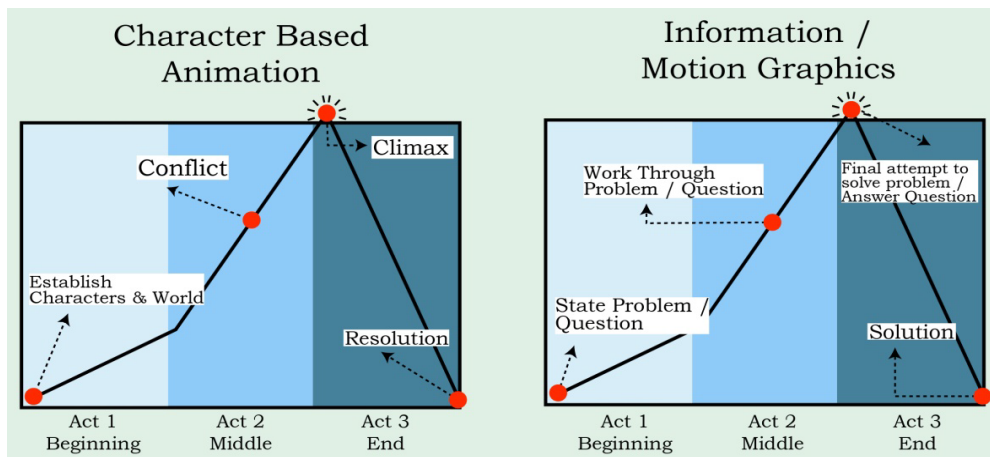 Character Based
Animation
Climax
Conflict
Establish
Characters & World
Resolution
Act 1
Beginning
Act 2
Middle
Act 3
End
Information /
Motion Graphics
Work Through
Problem / Question
Final attempt to
solve problem /
Answer Question
State Problem /
Question
Solution
Act 1
Beginning
Act 2
Middle
Act 3
End